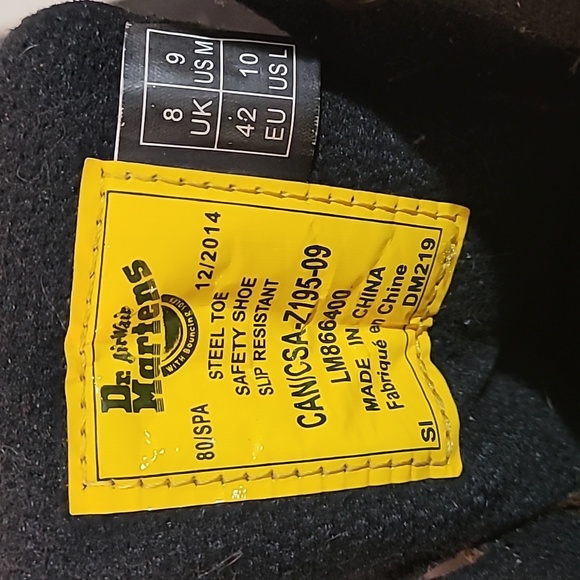 9 10
US M US L
8 42
UK EU
Dr. AirWair
Martens
WITH Bouncing
80/SPA 12/2014
STEEL TOE
SAFETY SHOE
SLIP RESISTANT
CAN/CSA-Z195-09
LM866400
MADE IN CHINA
Fabriqué en Chine
SI DM219